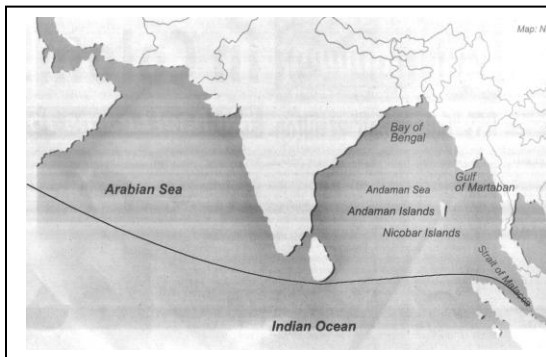 Map: N
Bay of
Bengal
Gulf
of Martaban
Arabian Sea
Andaman Sea
Andaman Islands
Nicobar Islands
Strait of Malacca
Indian Ocean